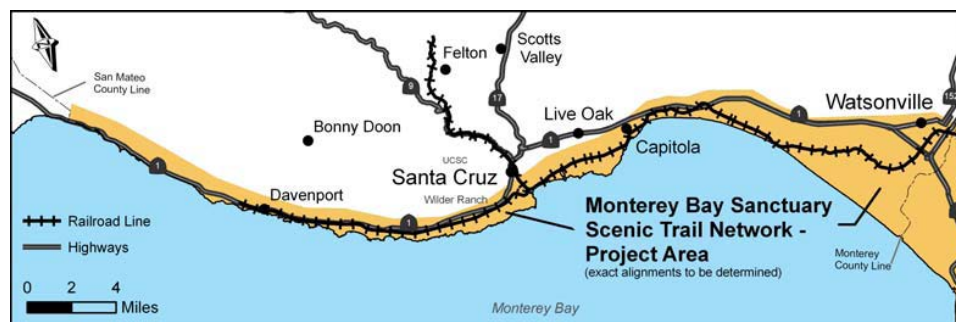 Scotts
Valley
Felton
San Mateo
County Line
9
17
152
1
Watsonville
Live Oak
1
Bonny Doon
UCSC
Capitola
1
Santa Cruz
Davenport
Wilder Ranch
Monterey Bay Sanctuary
Scenic Trail Network -
Project Area
(exact alignments to be determined)
Railroad Line
1
Highways
Monterey
County Line
0 2 4
Miles
Monterey Bay